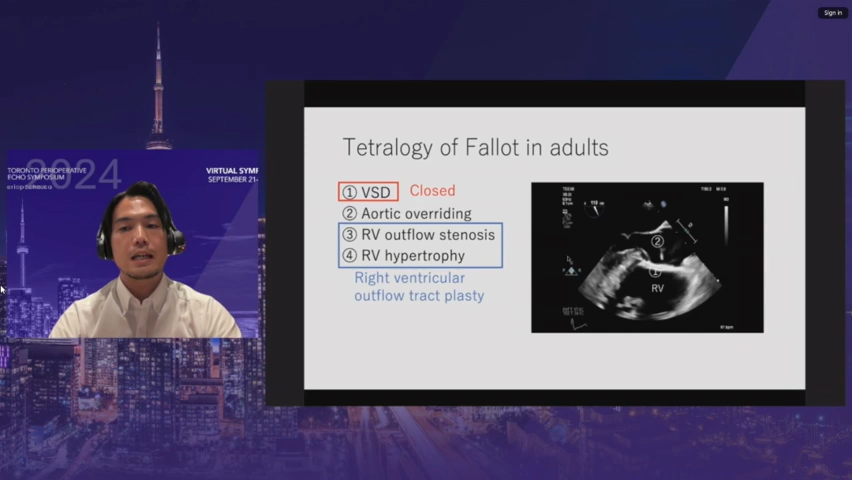 Sign in
2024
TORONTO PERIOPERATIVE
ECHO SYMPOSIUM
VIRTUAL SYMP
SEPTEMBER 21-
Tetralogy of Fallot in adults
① VSD Closed
② Aortic overriding
③ RV outflow stenosis
④ RV hypertrophy
Right ventricular
outflow tract plasty
②
①
RV